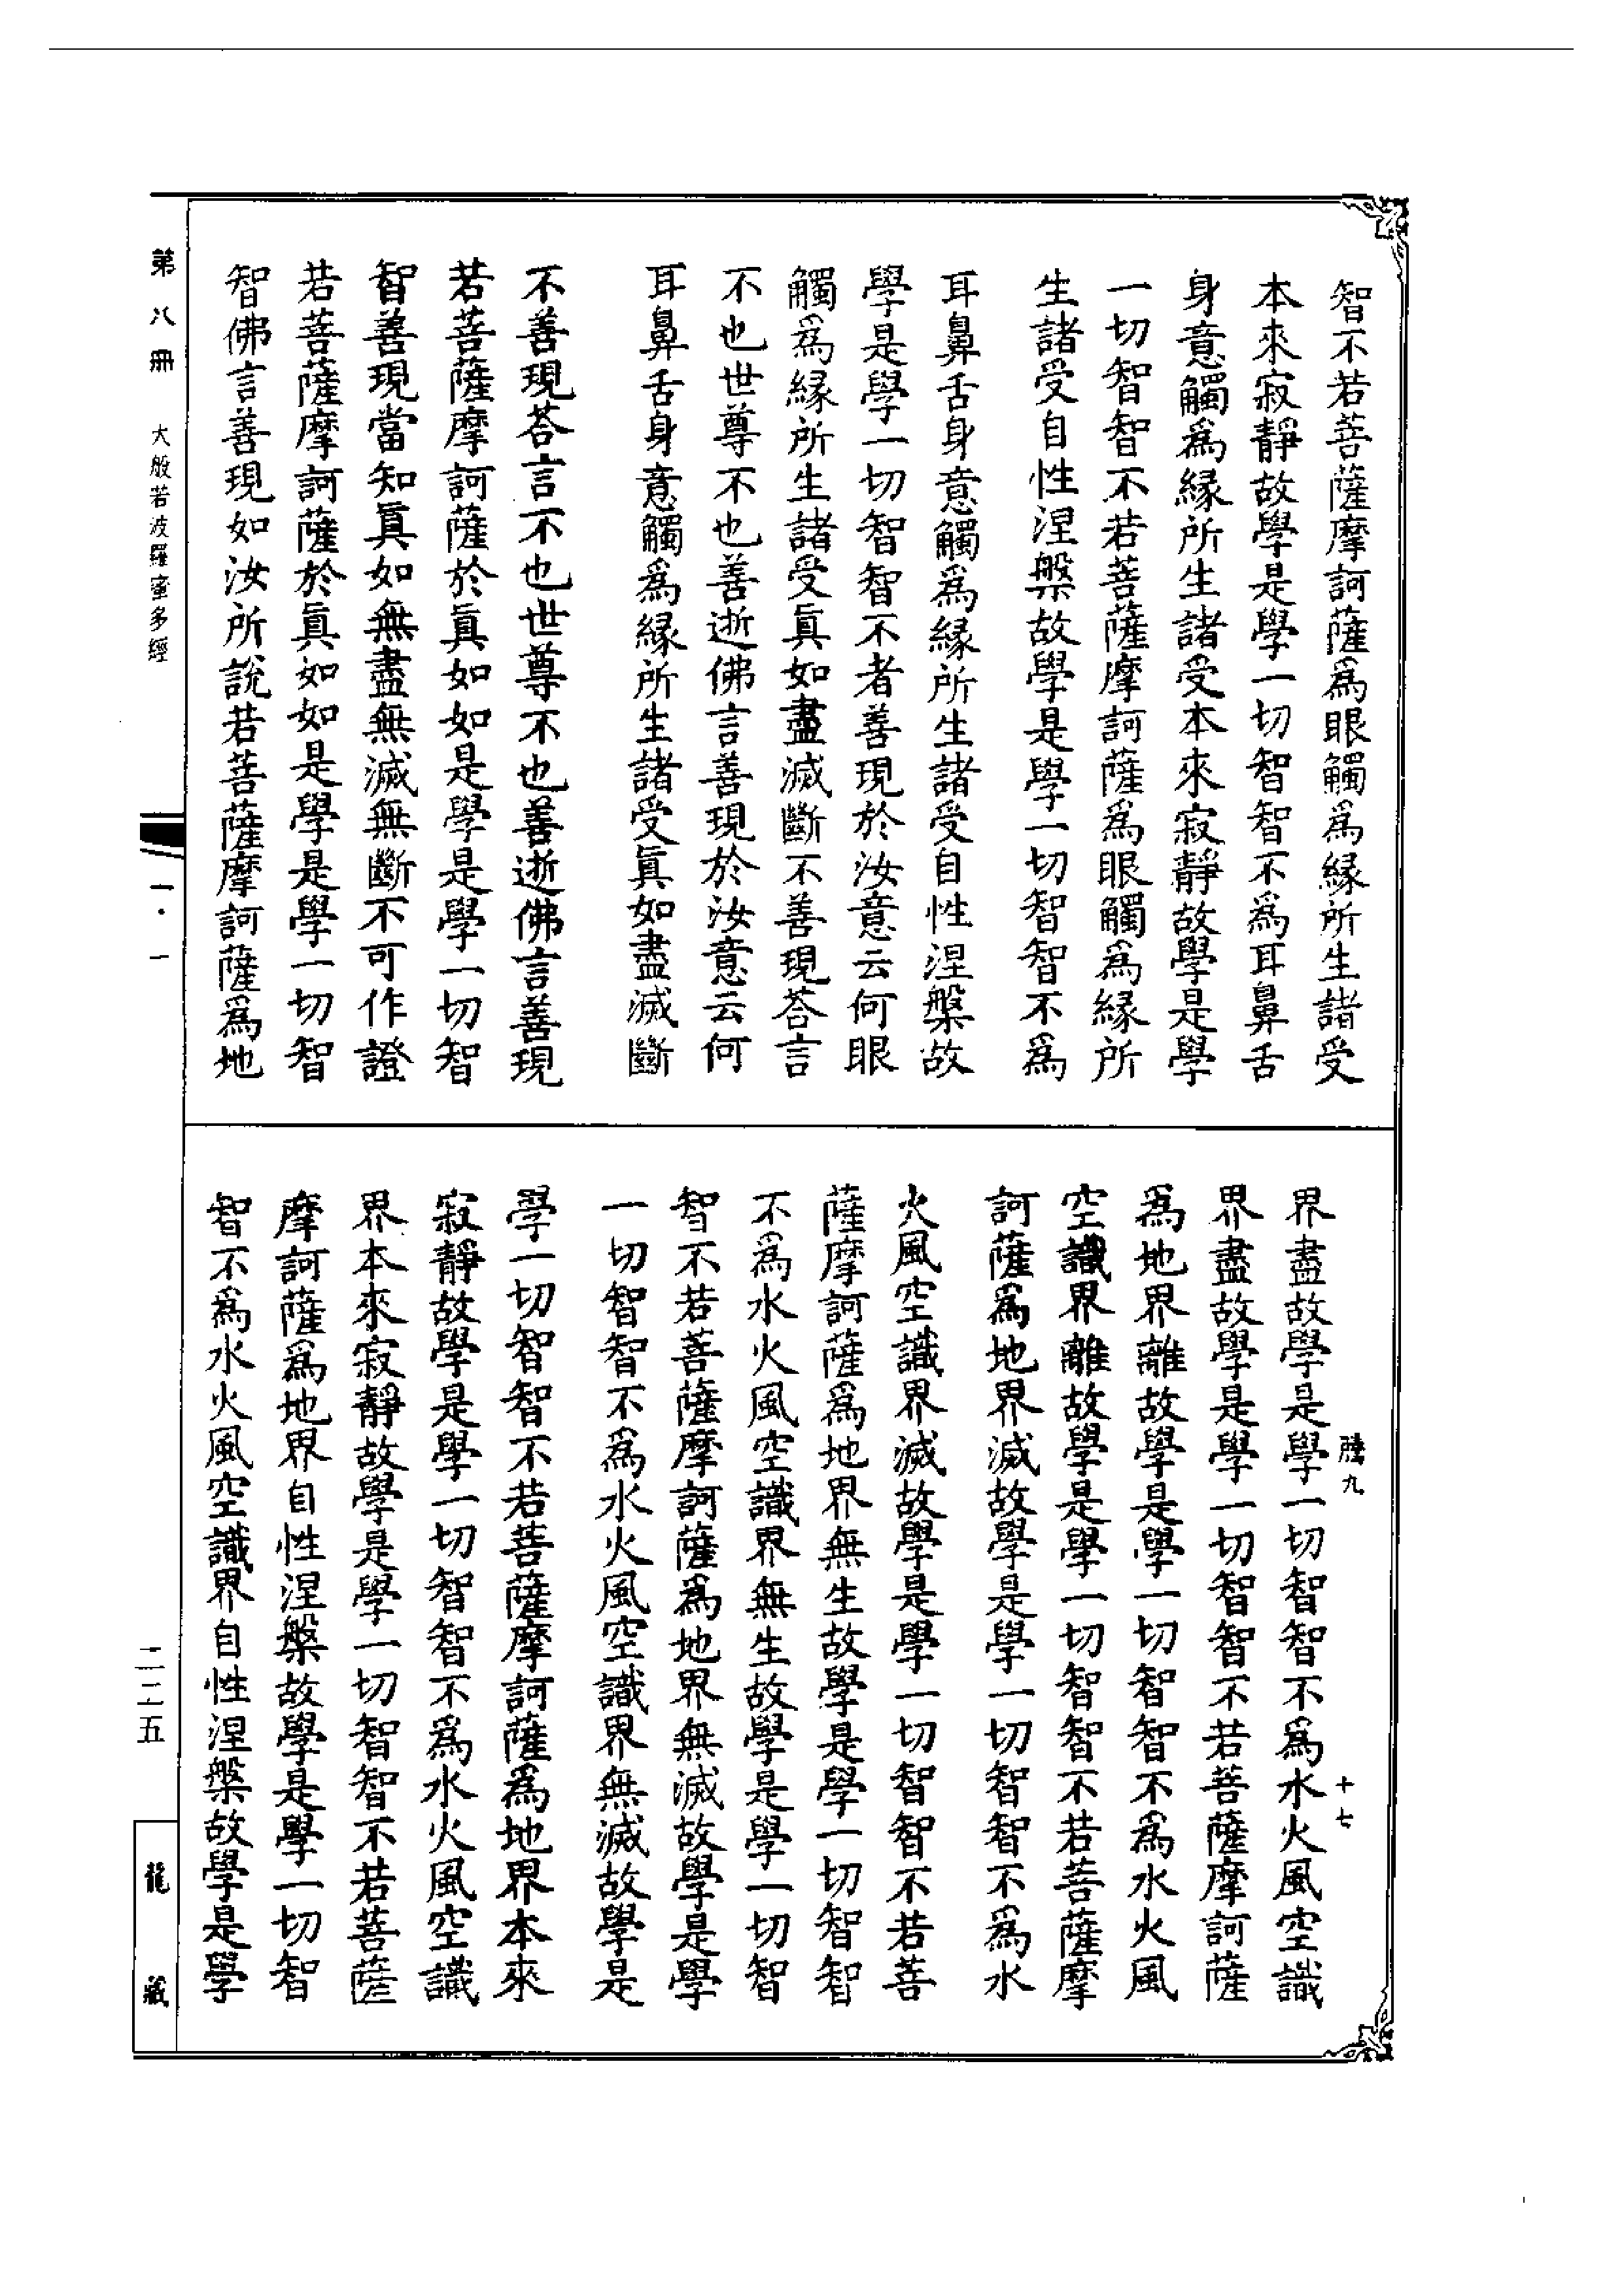 智不若菩薩摩訶薩爲眼觸爲緣所生諸受
本來寂靜故學是學一切智智不爲耳鼻舌
身意觸爲緣所生諸受本來寂靜故學是學
一切智智不若菩薩摩訶薩爲眼觸爲緣所
生諸受自性涅槃故學是學一切智智不爲
耳鼻舌身意觸爲緣所生諸受自性涅槃故
學是學一切智智不者善現於汝意云何眼
觸爲緣所生諸受眞如盡滅斷不善現荅言
不也世尊不也善逝佛言善現於汝意云何
耳鼻舌身意觸爲緣所生諸受眞如盡滅斷
不善現荅言不也世尊不也善逝佛言善現
若菩薩摩訶薩於眞如如是學是學一切智
智善現當知眞如無盡無滅無斷不可作證
若菩薩摩訶薩於眞如如是學是學一切智
智佛言善現如汝所說若菩薩摩訶薩爲地
界盡故學是學一切智智不爲水火風空識
界盡故學是學一切智智不若菩薩摩訶薩
爲地界離故學是學一切智智不爲水火風
空識界離故學是學一切智智不若菩薩摩
訶薩爲地界滅故學是學一切智智不爲水
火風空識界滅故學是學一切智智不若菩
薩摩訶薩爲地界無生故學是學一切智智
不爲水火風空識界無生故學是學一切智
智不若菩薩摩訶薩爲地界無滅故學是學
一切智智不爲水火風空識界無滅故學是
學一切智智不若菩薩摩訶薩爲地界本來
寂靜故學是學一切智智不爲水火風空識
界本來寂靜故學是學一切智智不若菩薩
摩訶薩爲地界自性涅槃故學是學一切智
智不爲水火風空識界自性涅槃故學是學
九
十七
第八冊 大般若波羅蜜多經
一·一
二二五
龍藏